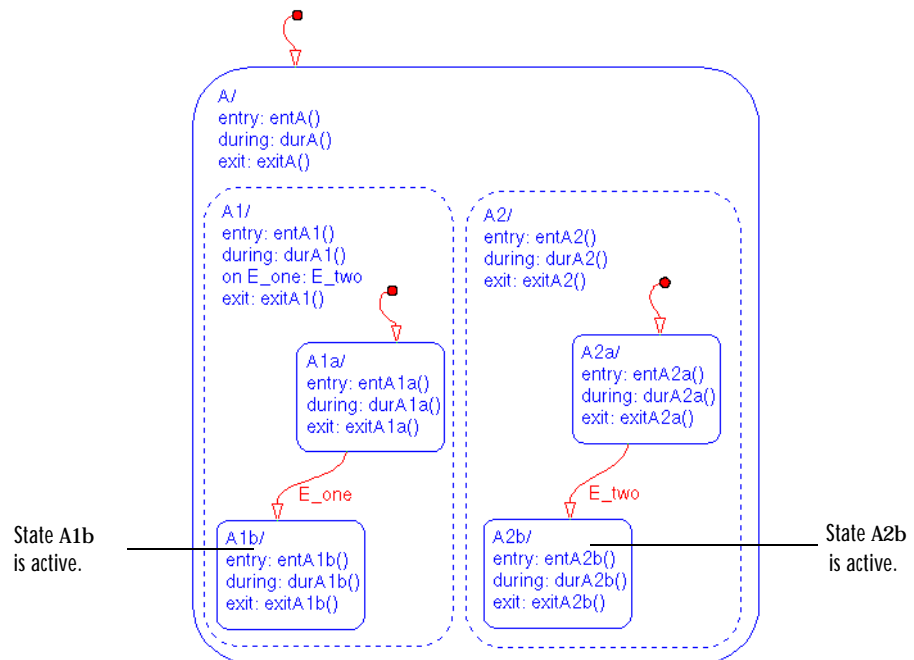 A/
entry: entA()
during: durA()
exit: exitA()
A1/
entry: entA1()
during: durA1()
on E_one: E_two
exit: exitA1()
A1a/
entry: entA1a()
during: durA1a()
exit: exitA1a()
E_one
A1b/
entry: entA1b()
during: durA1b()
exit: exitA1b()
A2/
entry: entA2()
during: durA2()
exit: exitA2()
A2a/
entry: entA2a()
during: durA2a()
exit: exitA2a()
E_two
A2b/
entry: entA2b()
during: durA2b()
exit: exitA2b()
State A1b
is active.
State A2b
is active.